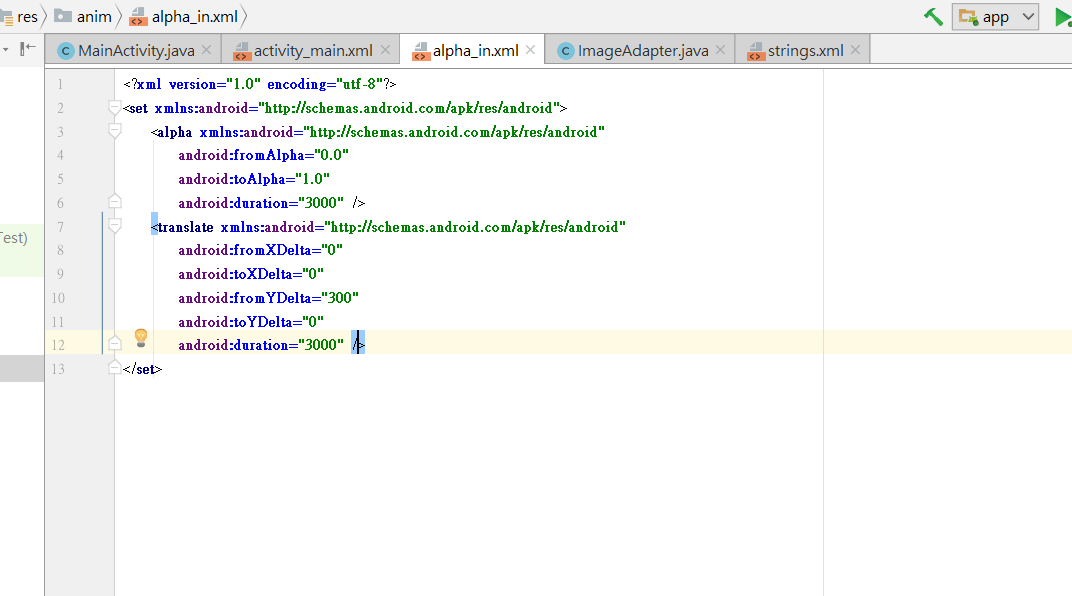 res anim alpha_in.xml app
MainActivity.java activity_main.xml alpha_in.xml ImageAdapter.java strings.xml
1 <?xml version="1.0" encoding="utf-8"?>
2 <set xmlns:android="http://schemas.android.com/apk/res/android">
3 <alpha xmlns:android="http://schemas.android.com/apk/res/android"
4 android:fromAlpha="0.0"
5 android:toAlpha="1.0"
6 android:duration="3000" />
7 <translate xmlns:android="http://schemas.android.com/apk/res/android"
Test)
8 android:fromXDelta="0"
9 android:toXDelta="0"
10 android:fromYDelta="300"
11 android:toYDelta="0"
12 android:duration="3000" />
13 </set>